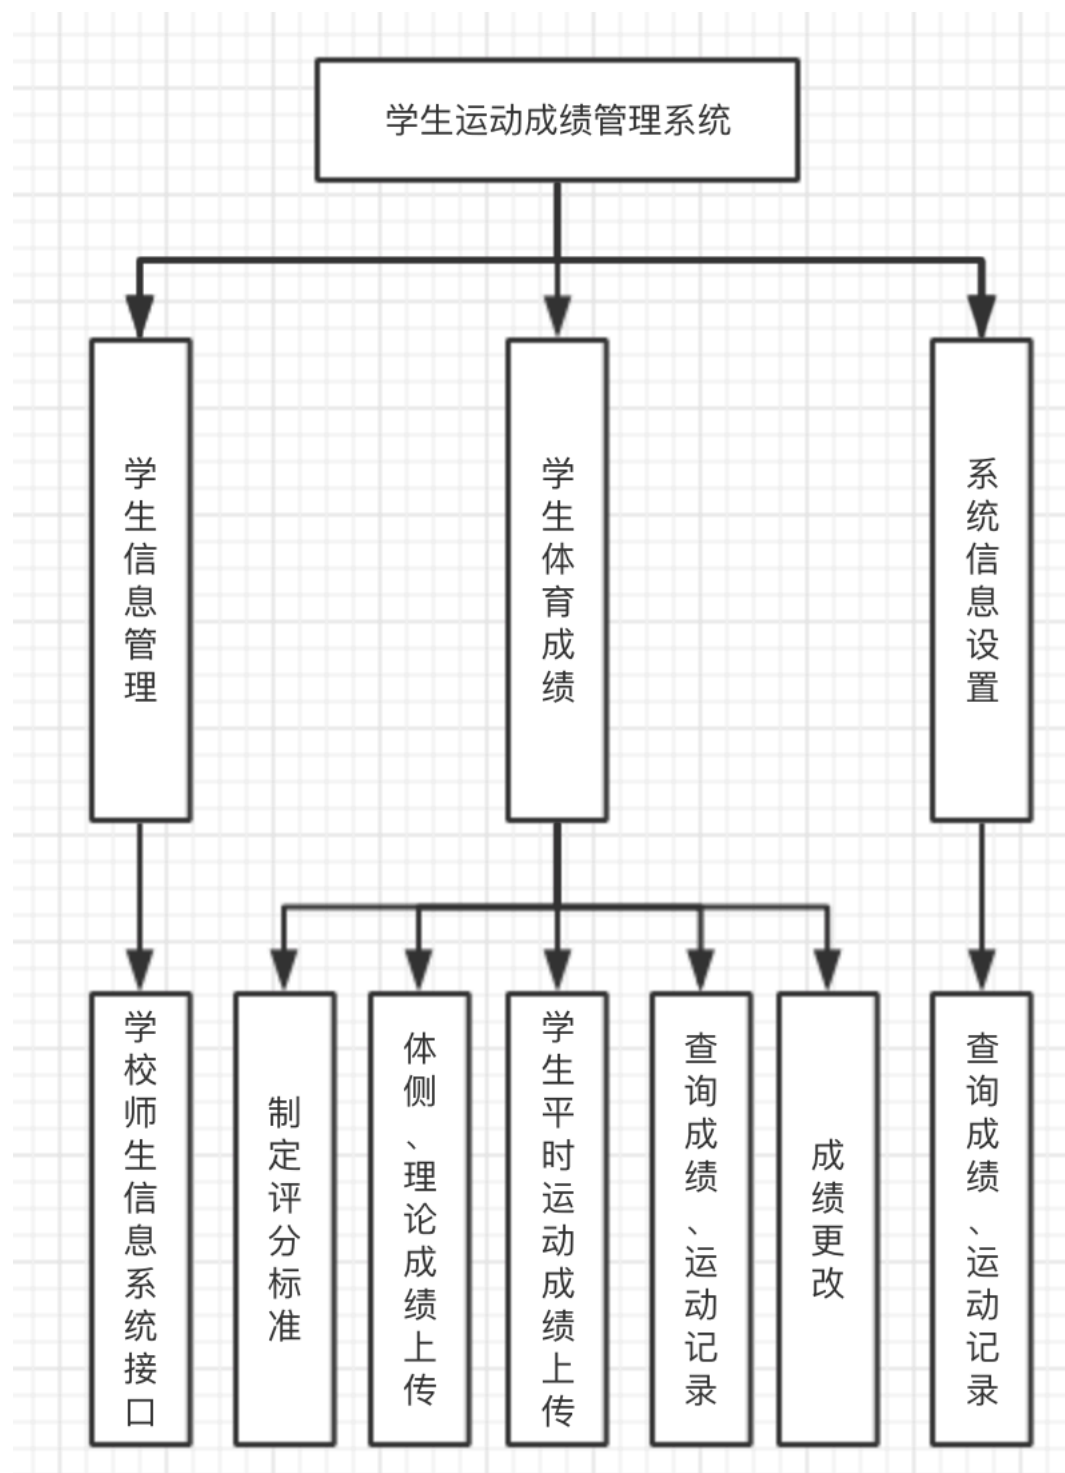 学生运动成绩管理系统
学生信息管理
学生体育成绩
系统信息设置
学校师生信息系统接口
制定评分标准
体侧、理论成绩上传
学生平时运动成绩上传
查询成绩、运动记录
成绩更改
查询成绩、运动记录